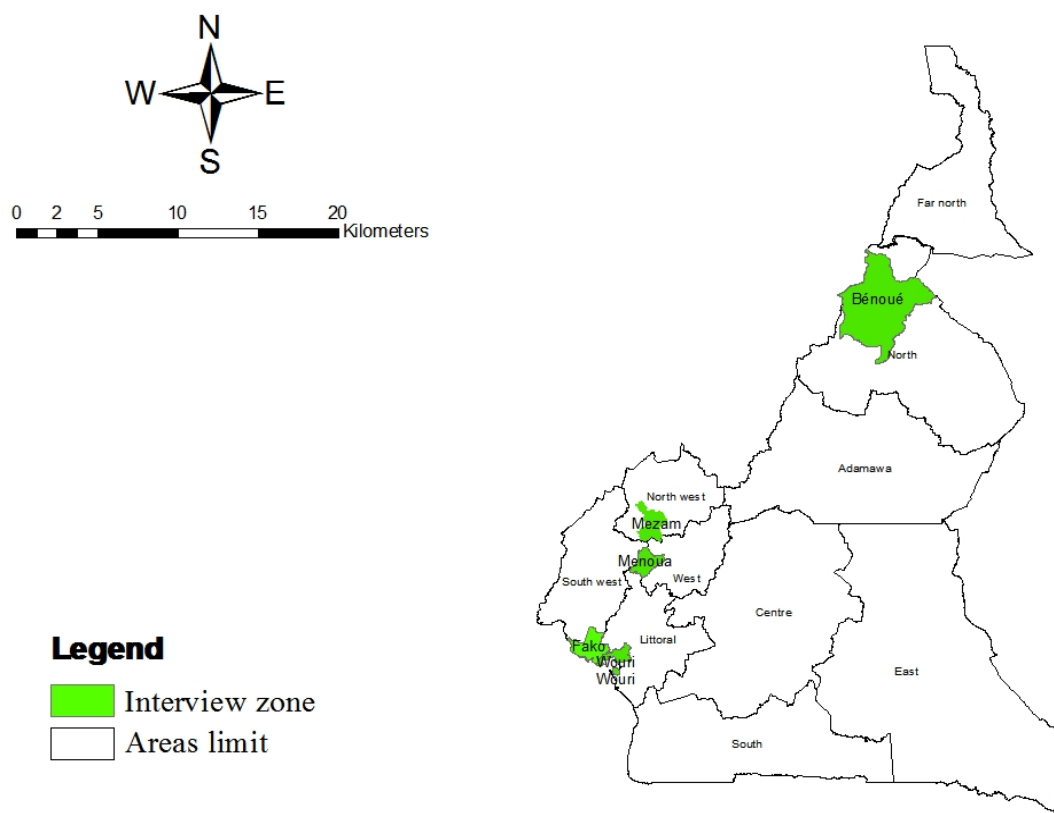 N
W E
S
0 2 5 10 15 20
Kilometers
Far north
Bénoué
North
Adamawa
North west
Mezam
Menoua
West
South west
Centre
Littoral
Fako
Wouri
Wouri
East
South
Legend
Interview zone
Areas limit